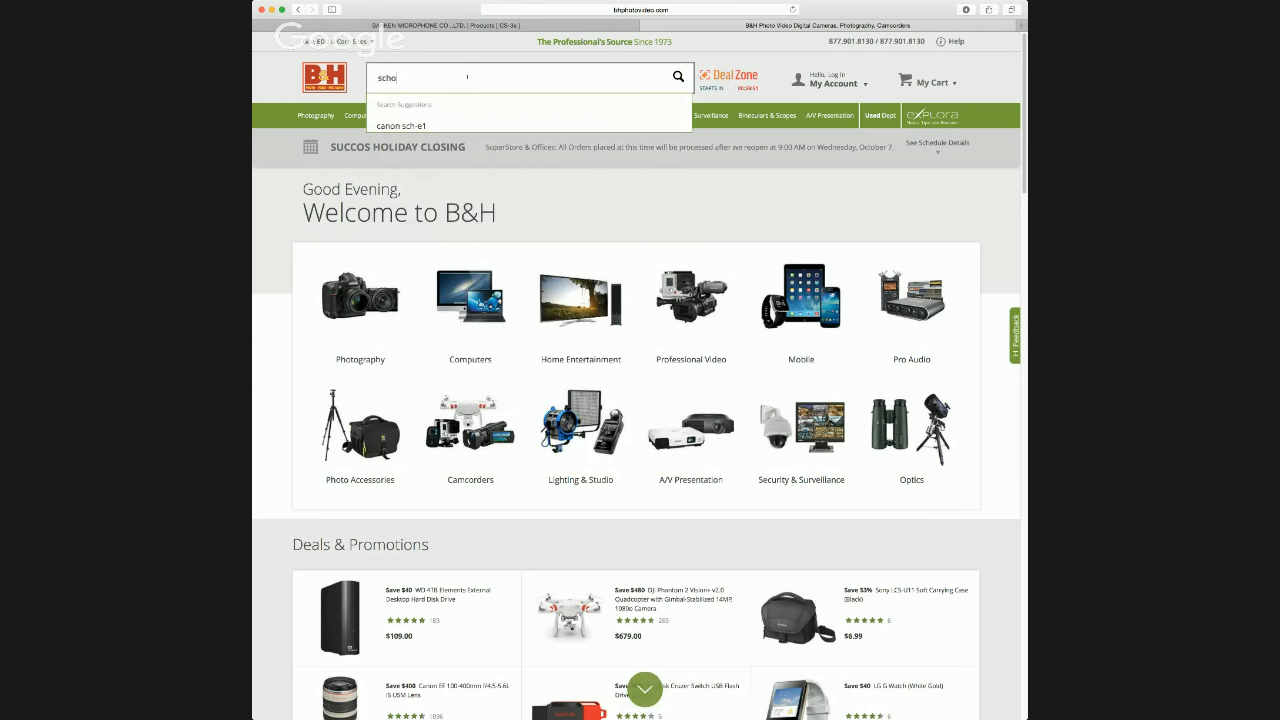 bhphotovideo.com
KEN MICROPHONE CO .,LTD. | Products [ CS-3e ]
B&H Photo Video Digital Cameras, Photography, Camcorders
Google
The Professional's Source Since 1973
877.901.8130 / 877.901.8130
Help
B&H
PHOTO · VIDEO · PRO AUDIO
scho
Deal Zone
STARTS IN 00:59:51
Hello, Log In
My Account
My Cart
Search Suggestions
canon sch-e1
Photography
Compu
Surveillance
Binoculars & Scopes
A/V Presentation
Used Dept
eXPLORA
SUCCOS HOLIDAY CLOSING
SuperStore & Offices: All Orders placed at this time will be processed after we reopen at 9:00 AM on Wednesday, October 7.
See Schedule Details
Good Evening,
Welcome to B&H
Photography
Computers
Home Entertainment
Professional Video
Mobile
Pro Audio
Feedback
Photo Accessories
Camcorders
Lighting & Studio
A/V Presentation
Security & Surveillance
Optics
Deals & Promotions
Save $40 WD 4TB Elements External
Desktop Hard Disk Drive
183
$109.00
Save $480 DJI Phantom 2 Vision+ v2.0
Quadcopter with Gimbal-Stabilized 14MP,
1080p Camera
260
$679.00
Save 53% Sony LCS-U11 Soft Carrying Case
(Black)
6
$6.99
Save $400 Canon EF 100-400mm f/4.5-5.6L
IS USM Lens
1096
Cruzer Switch USB Flash
6
Save $40 LG G Watch (White Gold)